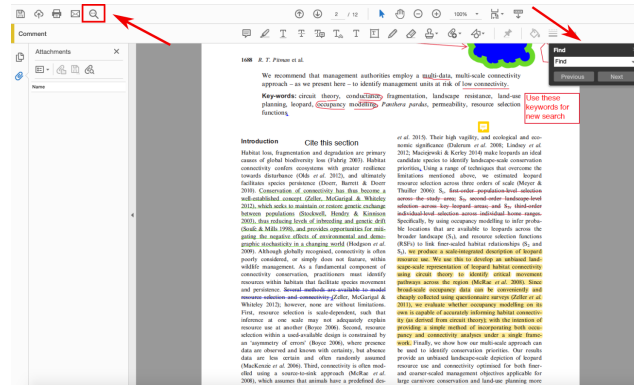 2 / 12
100%
Comment
Attachments
Name
Find
Find
Previous Next
1688 R. T. Pitman et al.
We recommend that management authorities employ a multi-data, multi-scale connectivity
approach – as we present here – to identify management units at risk of low connectivity.
Key-words: circuit theory, conductance, fragmentation, landscape resistance, land-use
planning, leopard, occupancy modelling, Panthera pardus, permeability, resource selection
functions
Use these
keywords for
new search
Introduction
Cite this section
Habitat loss, fragmentation and degradation are primary
causes of global biodiversity loss (Fahrig 2003). Habitat
connectivity confers ecosystems with greater resilience
towards disturbance (Olds et al. 2012), and ultimately
facilitates species persistence (Doerr, Barrett & Doerr
2010). Conservation of connectivity has thus become a
well-established concept (Zeller, McGarigal & Whiteley
2012), which seeks to maintain or restore genetic exchange
between populations (Stockwell, Hendry & Kinnison
2003), thus reducing levels of inbreeding and genetic drift
(Soulé & Mills 1998), and provides opportunities for miti-
gating the negative effects of environmental and demo-
graphic stochasticity in a changing world (Hodgson et al.
2009). Although globally recognised, connectivity is often
poorly considered, or simply does not feature, within
wildlife management. As a fundamental component of
connectivity conservation, practitioners must identify
resources within habitats that facilitate species movement
and persistence. Several methods are available to model
resource selection and connectivity (Zeller, McGarigal &
Whiteley 2012); however, none are without limitations.
First, resource selection is scale-dependent, such that
inference at one scale may not adequately explain
resource use at another (Boyce 2006). Second, resource
selection within a used-available design is constrained by
an 'asymmetry of errors' (Boyce 2006), where presence
data are observed and known with certainty, but absence
data are less certain and often randomly assumed
(MacKenzie et al. 2006). Third, connectivity is often mod-
elled using a source-to-sink approach (McRae et al.
2008), which assumes that animals have a predefined des-
et al. 2015). Their high vagility, and ecological and eco-
nomic significance (Dalerum et al. 2008; Lindsey et al.
2012; Maciejewski & Kerley 2014) make leopards an ideal
candidate species to identify landscape-scale conservation
priorities. Using a range of techniques that overcome the
limitations mentioned above, we estimated leopard
resource selection across three orders of scale (Meyer &
Thuiller 2006): S1, first-order population-level selection
across the study area; S2, second-order landscape-level
selection across key leopard areas; and S3, third-order
individual-level selection across individual home ranges.
Specifically, by using occupancy modelling to infer proba-
ble locations that are available to leopards across the
broader landscape (S1), and resource selection functions
(RSFs) to link finer-scaled habitat relationships (S2 and
S3), we produce a scale-integrated description of leopard
resource use. We use this to develop an unbiased land-
scape-scale representation of leopard habitat connectivity
using circuit theory to identify critical movement
pathways across the region (McRae et al. 2008). Since
broad-scale occupancy data can be conveniently and
cheaply collected using questionnaire surveys (Zeller et al.
2011), we evaluate whether occupancy modelling on its
own is capable of accurately informing habitat connectiv-
ity (as derived from circuit theory); with the intention of
providing a simple method of incorporating both occu-
pancy and connectivity analyses under a single frame-
work. Finally, we show how our multi-scale approach can
be used to identify conservation priorities. Our results
provide an unbiased landscape-scale depiction of leopard
resource use and connectivity optimised for both finer-
and coarser-scaled management objectives applicable for
large carnivore conservation and land-use planning more